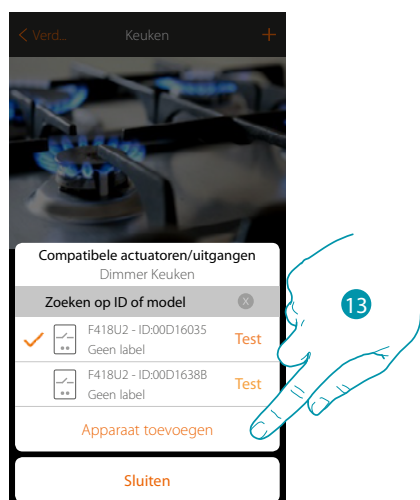 Verd...
Keuken
+
Compatibele actuatoren/uitgangen
Dimmer Keuken
Zoeken op ID of model
X
F418U2 - ID:00D16035
Geen label
Test
F418U2 - ID:00D1638B
Geen label
Test
Apparaat toevoegen
Sluiten
13